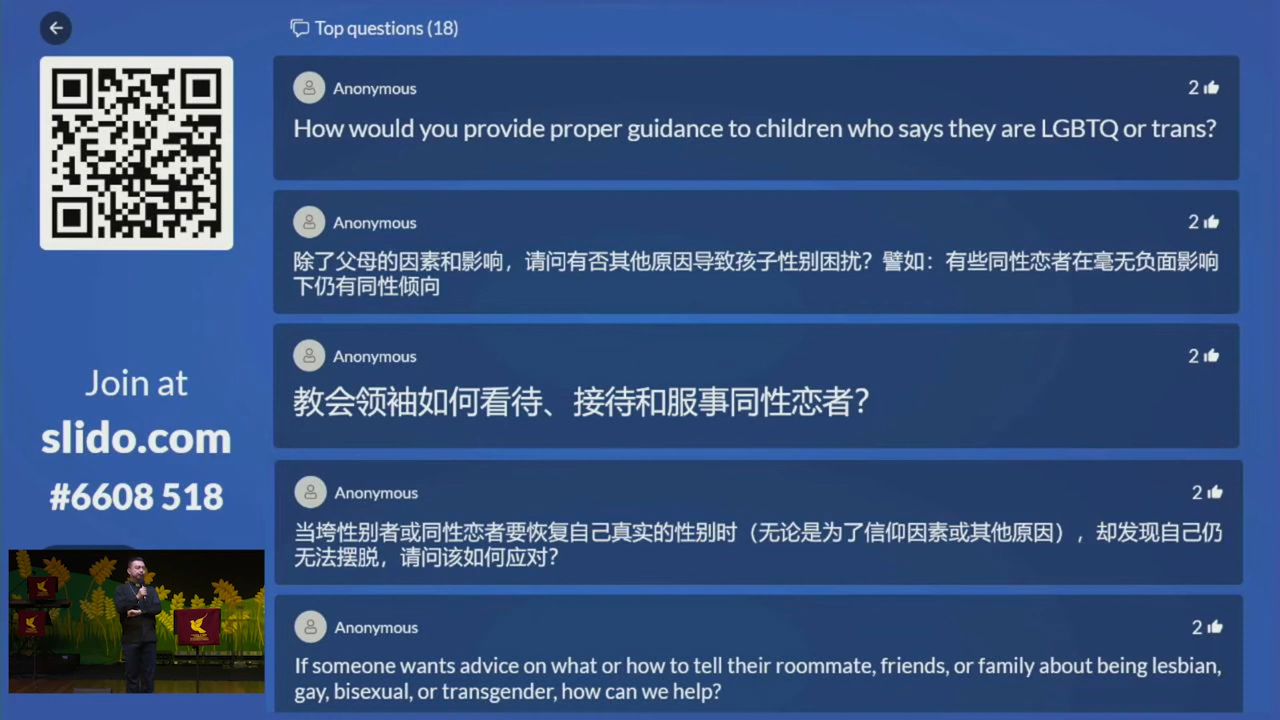 Top questions (18)
Anonymous
2
How would you provide proper guidance to children who says they are LGBTQ or trans?
Anonymous
2
除了父母的因素和影响，请问有否其他原因导致孩子性别困扰？譬如：有些同性恋者在毫无负面影响
下仍有同性倾向
Anonymous
2
教会领袖如何看待、接待和服事同性恋者？
Anonymous
2
当垮性别者或同性恋者要恢复自己真实的性别时（无论是为了信仰因素或其他原因），却发现自己仍
无法摆脱，请问该如何应对？
Anonymous
2
If someone wants advice on what or how to tell their roommate, friends, or family about being lesbian,
gay, bisexual, or transgender, how can we help?
Join at
slido.com
#6608 518